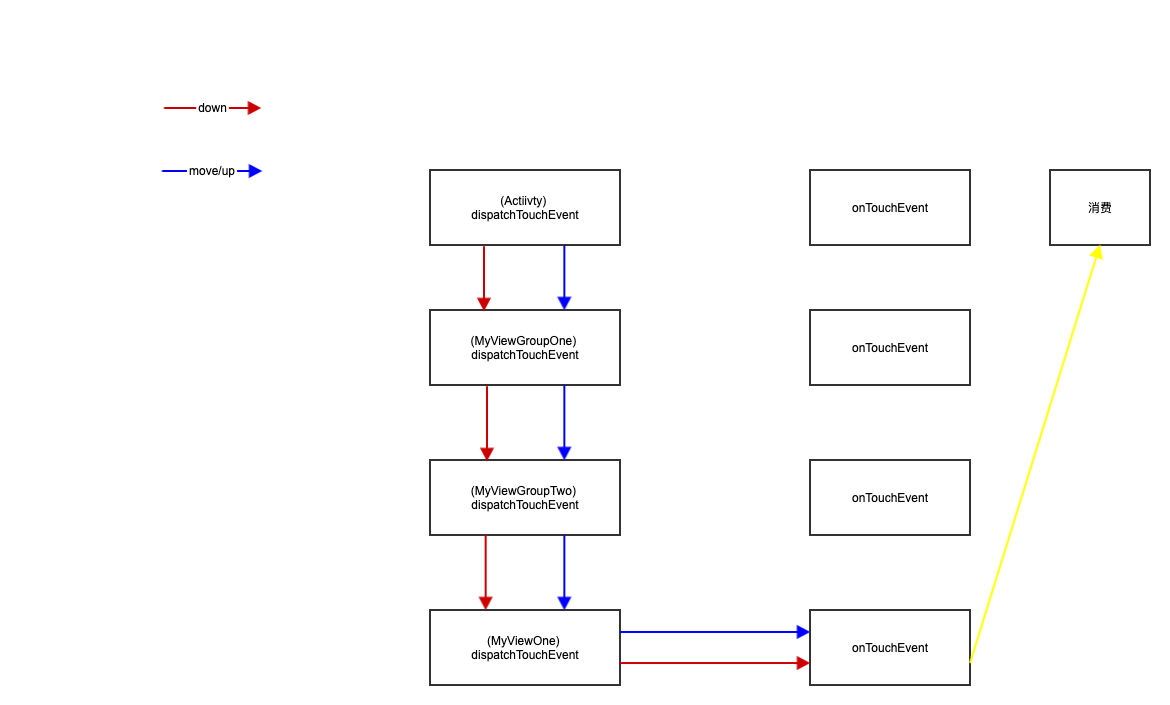 down
move/up
(Actiivty)
dispatchTouchEvent
onTouchEvent
消费
(MyViewGroupOne)
dispatchTouchEvent
onTouchEvent
(MyViewGroupTwo)
dispatchTouchEvent
onTouchEvent
(MyViewOne)
dispatchTouchEvent
onTouchEvent